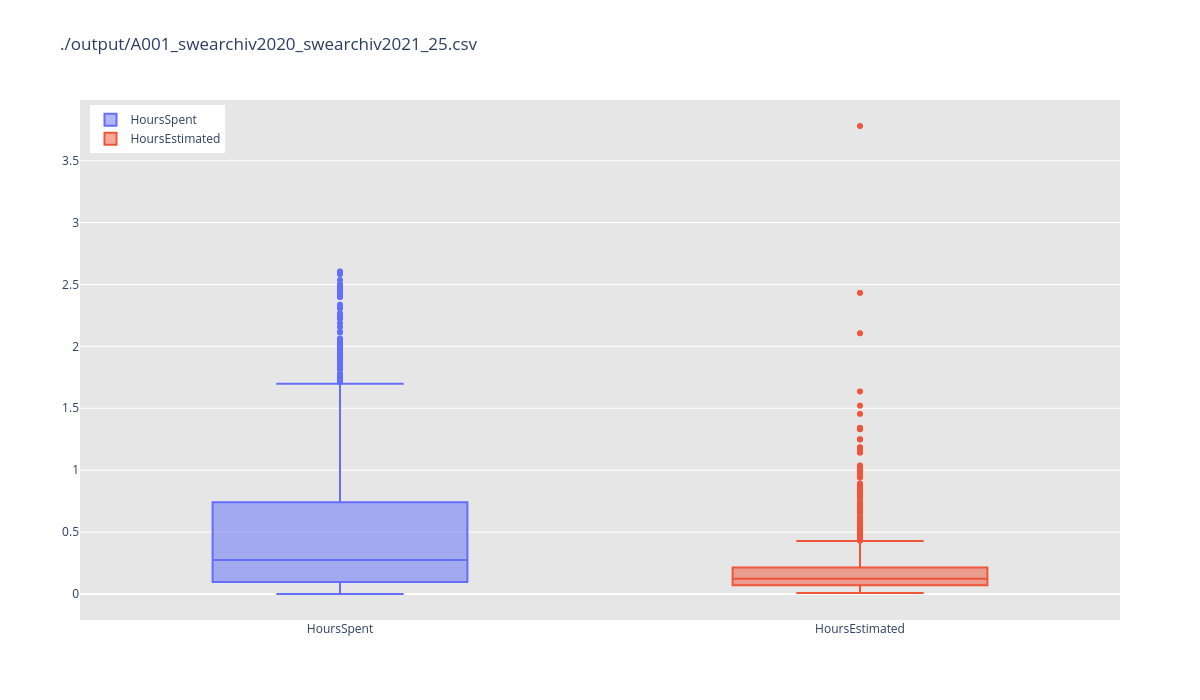 ./output/A001_swearchiv2020_swearchiv2021_25.csv
HoursSpent
HoursEstimated
3.5
3
2.5
2
1.5
1
0.5
0
HoursSpent
HoursEstimated